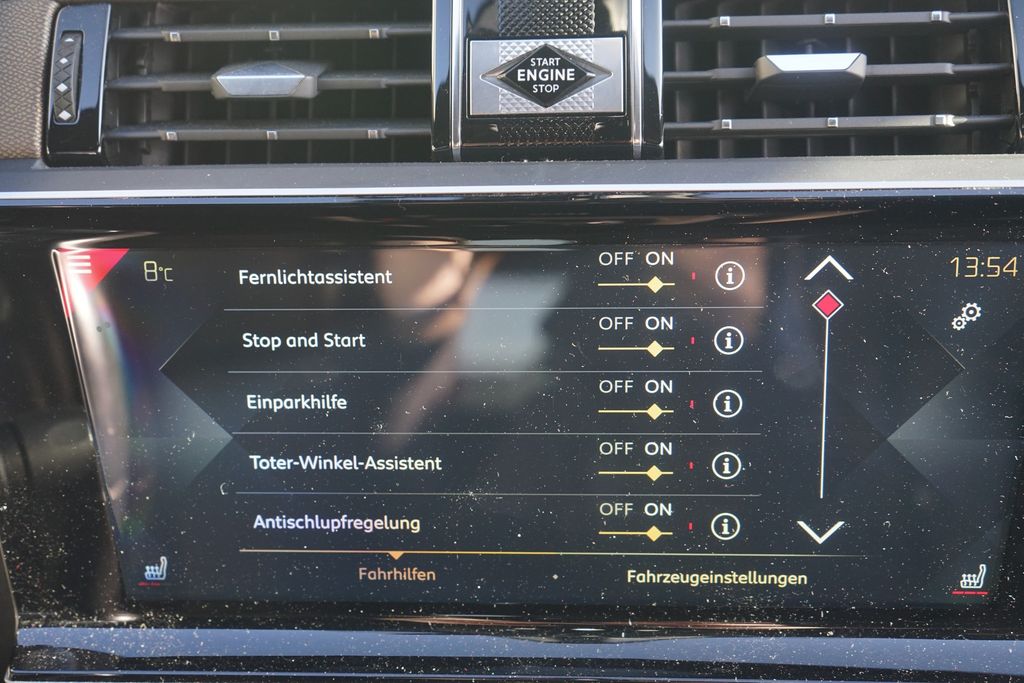 START
ENGINE
STOP
8°C
13:54
Fernlichtassistent OFF ON i
Stop and Start OFF ON i
Einparkhilfe OFF ON i
Toter-Winkel-Assistent OFF ON i
Antischlupfregelung OFF ON i
Fahrhilfen Fahrzeugeinstellungen